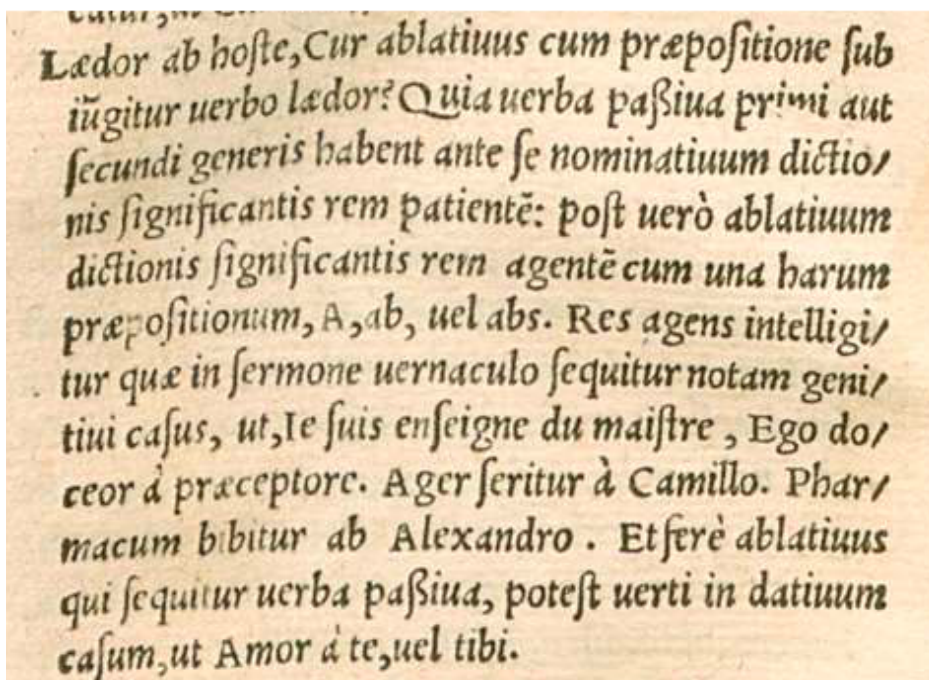 Lædor ab hoste, Cur ablatiuus cum præpositione sub
iũgitur uerbo lædor? Quia uerba paßiua primi aut
secundi generis habent ante se nominatiuum dictio/
nis significantis rem patientẽ: post uerò ablatiuum
dictionis significantis rem agentẽ cum una harum
præpositionum, A, ab, uel abs. Res agens intelligi/
tur quæ in sermone uernaculo sequitur notam geni/
tiui casus, ut, Ie suis enseigne du maistre, Ego do/
ceor à præceptore. Ager seritur à Camillo. Phar/
macum bibitur ab Alexandro. Et ferè ablatiuus
qui sequitur uerba paßiua, potest uerti in datiuum
casum, ut Amor à te, uel tibi.